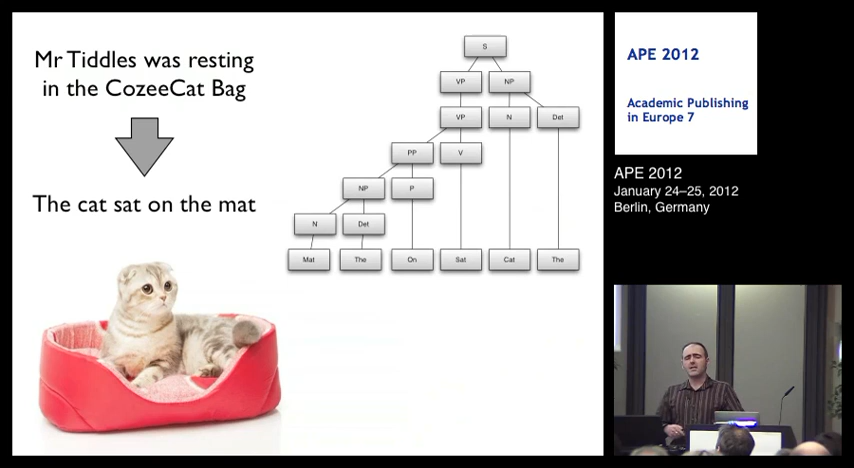 Mr Tiddles was resting
in the CozeeCat Bag
The cat sat on the mat
S
VP NP
VP N Det
PP V
NP P
N Det
Mat The On Sat Cat The
APE 2012
Academic Publishing
in Europe 7
APE 2012
January 24–25, 2012
Berlin, Germany